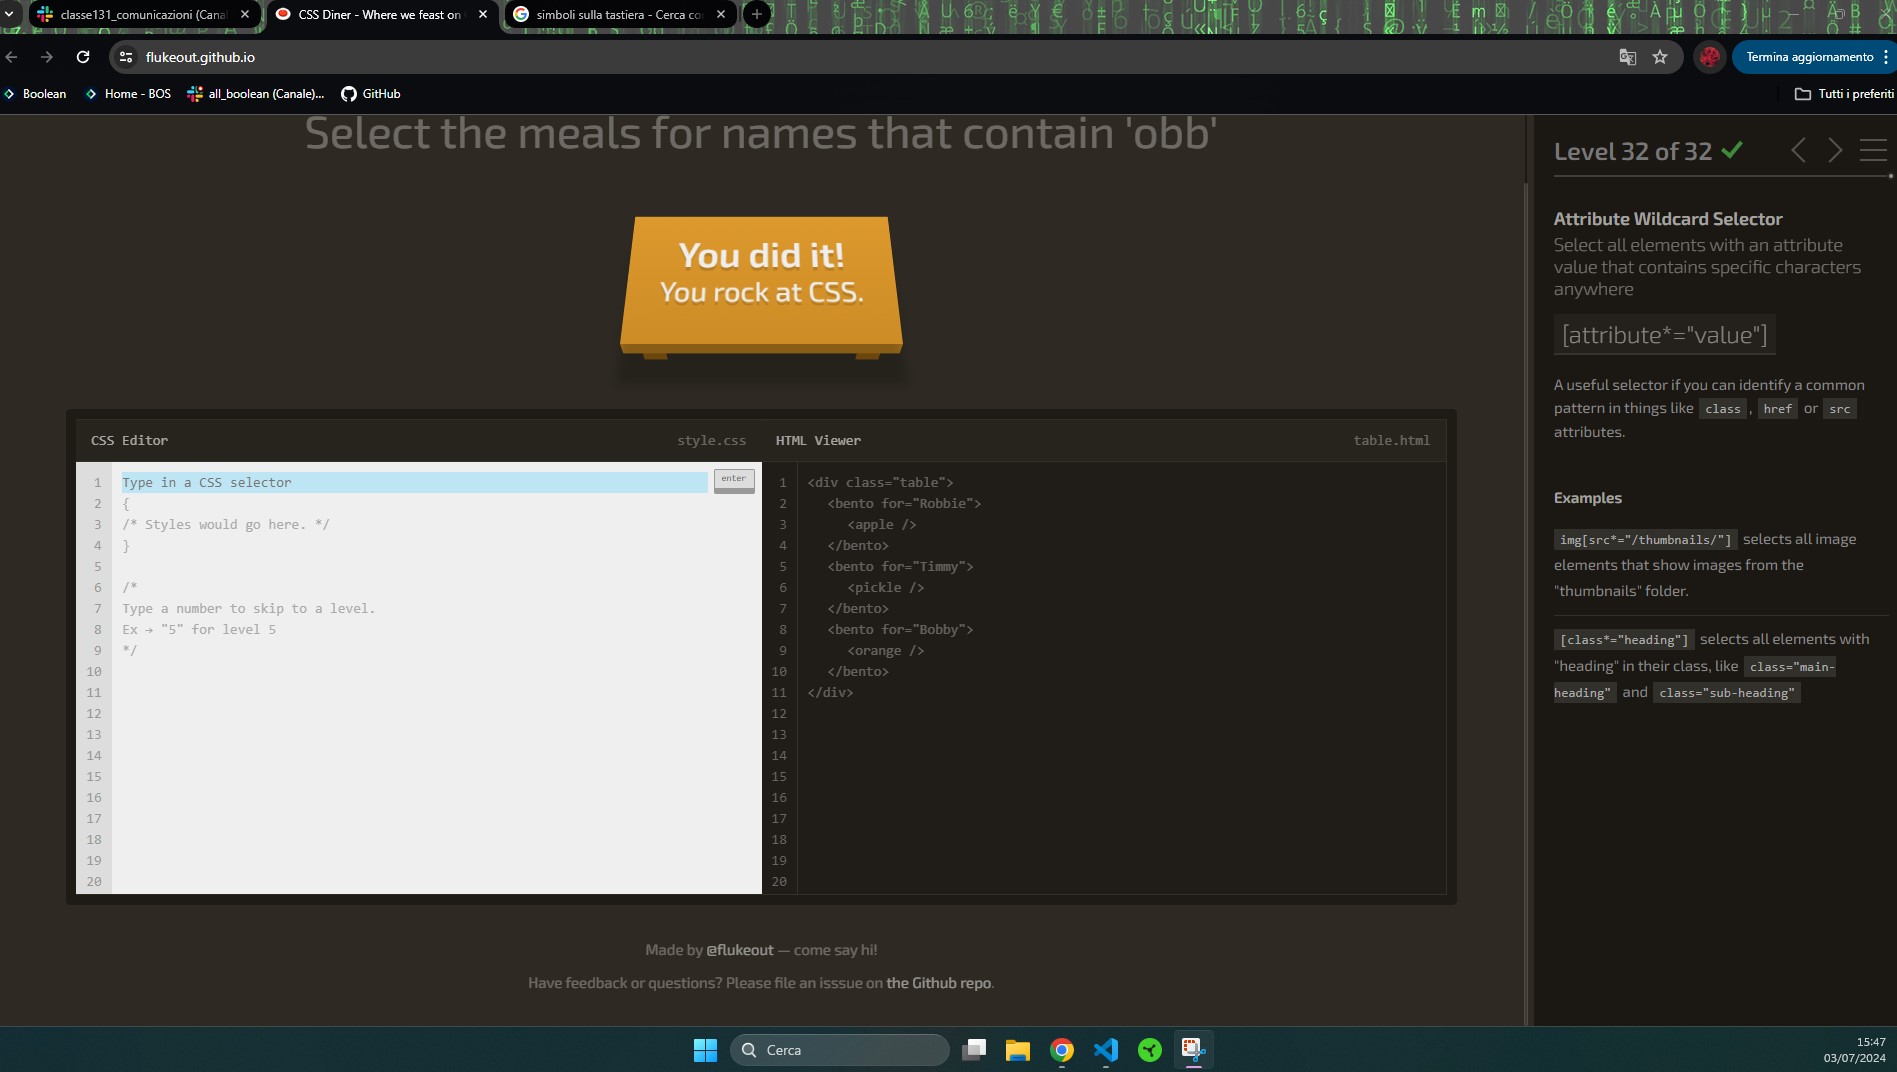 classe131_comunicazioni (Cana
CSS Diner - Where we feast on
simboli sulla tastiera - Cerca co
flukeout.github.io
Termina aggiornamento
Boolean
Home - BOS
all_boolean (Canale)...
GitHub
Tutti i preferiti
Select the meals for names that contain 'obb'
You did it!
You rock at CSS.
CSS Editor
style.css
HTML Viewer
table.html
1 Type in a CSS selector
enter
2 {
3 /* Styles would go here. */
4 }
5
6 /*
7 Type a number to skip to a level.
8 Ex → "5" for level 5
9 */
10
11
12
13
14
15
16
17
18
19
20
1 <div class="table">
2 <bento for="Robbie">
3 <apple />
4 </bento>
5 <bento for="Timmy">
6 <pickle />
7 </bento>
8 <bento for="Bobby">
9 <orange />
10 </bento>
11 </div>
12
13
14
15
16
17
18
19
20
Made by @flukeout — come say hi!
Have feedback or questions? Please file an isssue on the Github repo.
Level 32 of 32
Attribute Wildcard Selector
Select all elements with an attribute
value that contains specific characters
anywhere
[attribute*="value"]
A useful selector if you can identify a common
pattern in things like class , href or src
attributes.
Examples
img[src*="/thumbnails/"] selects all image
elements that show images from the
"thumbnails" folder.
[class*="heading"] selects all elements with
"heading" in their class, like class="main-
heading" and class="sub-heading"
Cerca
15:47
03/07/2024